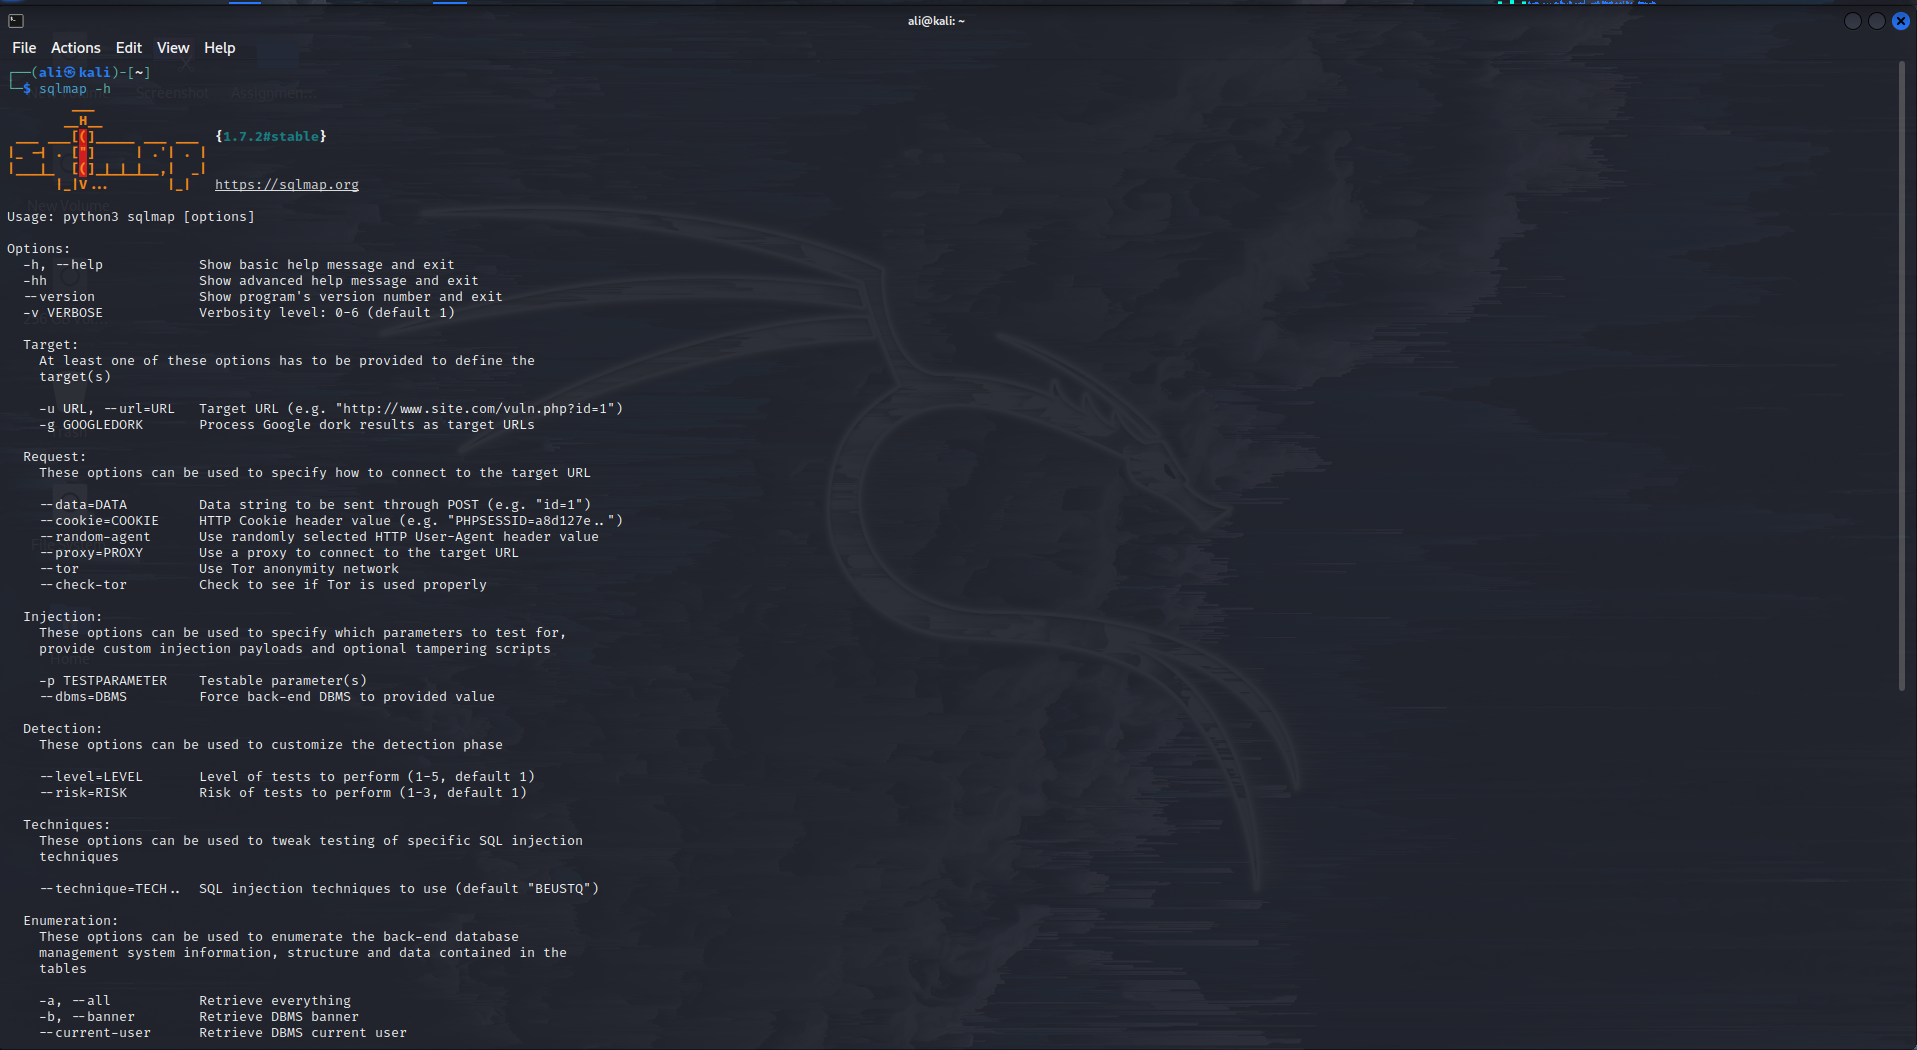 ali@kali: ~
File Actions Edit View Help
┌──(ali㉿kali)-[~]
└─$ sqlmap -h
        ___
       __H__
 ___ ___[(]_____ ___ ___  {1.7.2#stable}
|_ -| . ["]     | .'| . |
|___|_  [(]_|_|_|__,|  _|
      |_|V...       |_|   https://sqlmap.org
Usage: python3 sqlmap [options]
Options:
  -h, --help            Show basic help message and exit
  -hh                   Show advanced help message and exit
  --version             Show program's version number and exit
  -v VERBOSE            Verbosity level: 0-6 (default 1)
  Target:
    At least one of these options has to be provided to define the
    target(s)
    -u URL, --url=URL   Target URL (e.g. "http://www.site.com/vuln.php?id=1")
    -g GOOGLEDORK       Process Google dork results as target URLs
  Request:
    These options can be used to specify how to connect to the target URL
    --data=DATA         Data string to be sent through POST (e.g. "id=1")
    --cookie=COOKIE     HTTP Cookie header value (e.g. "PHPSESSID=a8d127e..")
    --random-agent      Use randomly selected HTTP User-Agent header value
    --proxy=PROXY       Use a proxy to connect to the target URL
    --tor               Use Tor anonymity network
    --check-tor         Check to see if Tor is used properly
  Injection:
    These options can be used to specify which parameters to test for,
    provide custom injection payloads and optional tampering scripts
    -p TESTPARAMETER    Testable parameter(s)
    --dbms=DBMS         Force back-end DBMS to provided value
  Detection:
    These options can be used to customize the detection phase
    --level=LEVEL       Level of tests to perform (1-5, default 1)
    --risk=RISK         Risk of tests to perform (1-3, default 1)
  Techniques:
    These options can be used to tweak testing of specific SQL injection
    techniques
    --technique=TECH..  SQL injection techniques to use (default "BEUSTQ")
  Enumeration:
    These options can be used to enumerate the back-end database
    management system information, structure and data contained in the
    tables
    -a, --all           Retrieve everything
    -b, --banner        Retrieve DBMS banner
    --current-user      Retrieve DBMS current user
Screenshot
New Volume
Trash
Home